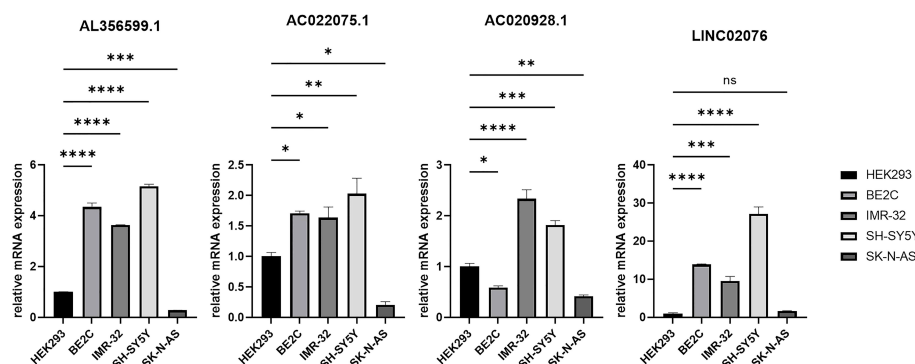 AL356599.1
***
****
****
****
relative mRNA expression
6
4
2
0
HEK293
BE2C
IMR-32
SH-SY5Y
SK-N-AS
AC022075.1
*
**
*
*
relative mRNA expression
2.5
2.0
1.5
1.0
0.5
0.0
HEK293
BE2C
IMR-32
SH-SY5Y
SK-N-AS
AC020928.1
**
***
****
*
relative mRNA expression
3
2
1
0
HEK293
BE2C
IMR-32
SH-SY5Y
SK-N-AS
LINC02076
ns
****
***
****
relative mRNA expression
40
30
20
10
0
HEK293
BE2C
IMR-32
SH-SY5Y
SK-N-AS
HEK293
BE2C
IMR-32
SH-SY5Y
SK-N-AS